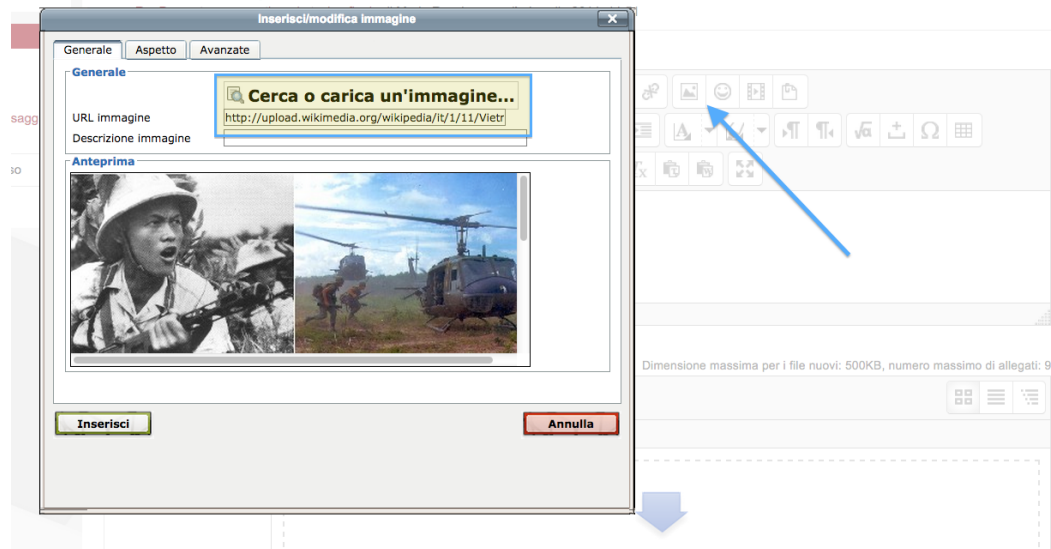 Inserisci/modifica immagine
Generale Aspetto Avanzate
Generale
Cerca o carica un'immagine...
URL immagine http://upload.wikimedia.org/wikipedia/it/1/11/Vietr
Descrizione immagine
Anteprima
Dimensione massima per i file nuovi: 500KB, numero massimo di allegati: 9
Inserisci Annulla
sagg
so